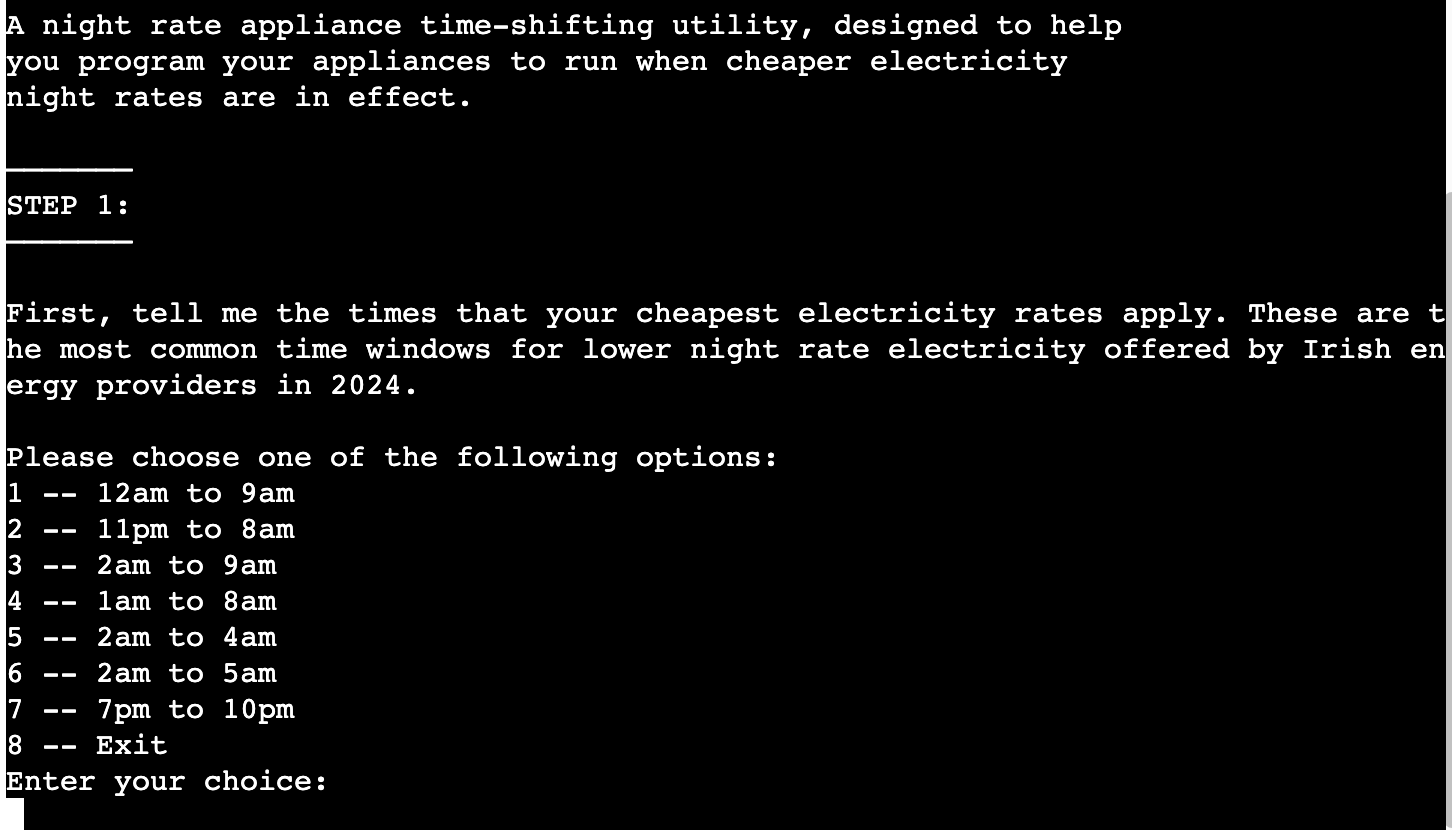 A night rate appliance time-shifting utility, designed to help
you program your appliances to run when cheaper electricity
night rates are in effect.
STEP 1:
First, tell me the times that your cheapest electricity rates apply. These are t
he most common time windows for lower night rate electricity offered by Irish en
ergy providers in 2024.
Please choose one of the following options:
1 -- 12am to 9am
2 -- 11pm to 8am
3 -- 2am to 9am
4 -- 1am to 8am
5 -- 2am to 4am
6 -- 2am to 5am
7 -- 7pm to 10pm
8 -- Exit
Enter your choice: